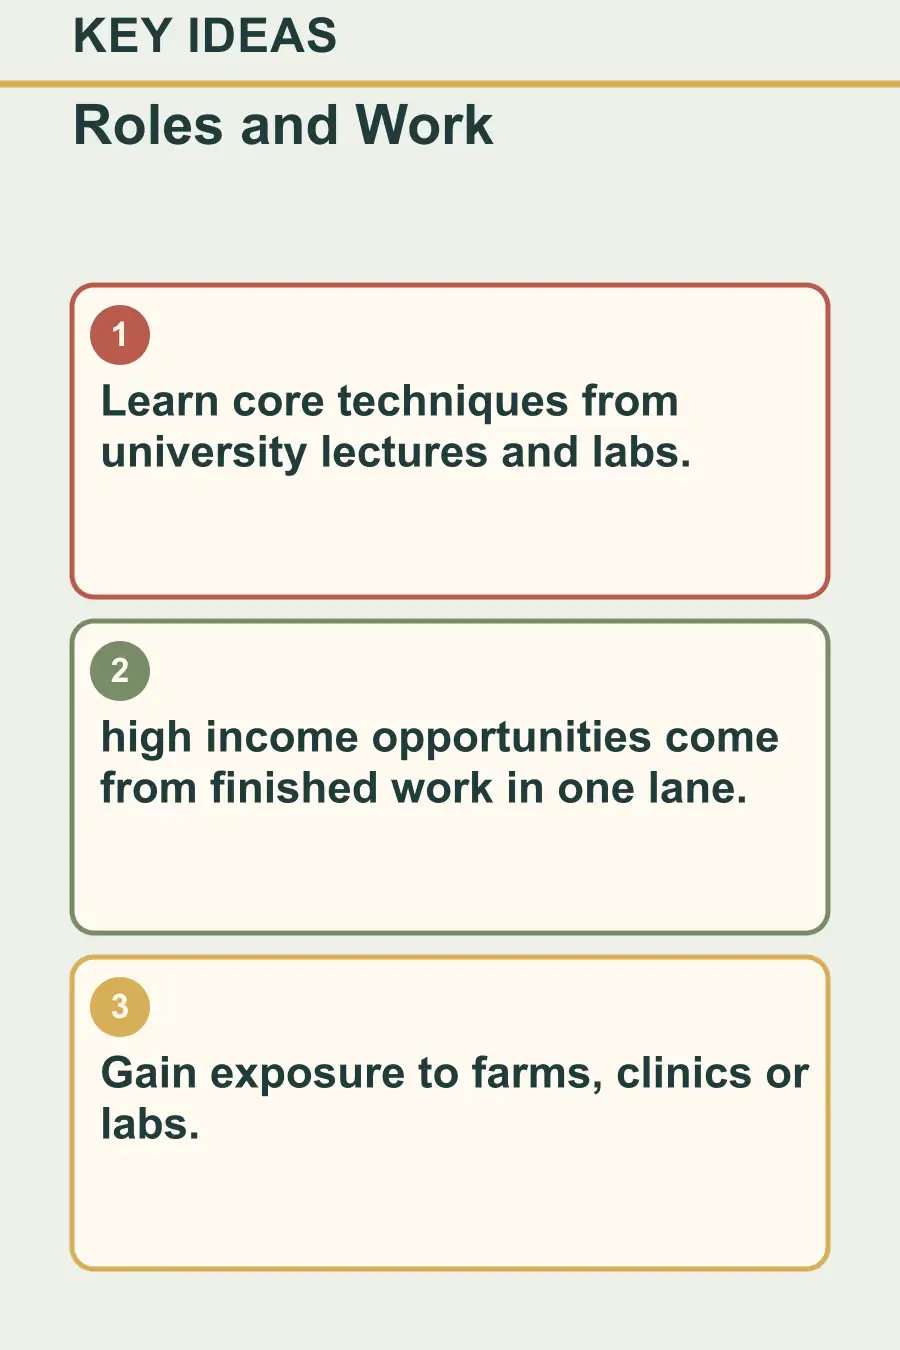 KEY IDEAS
Roles and Work
1
Learn core techniques from
university lectures and labs.
2
high income opportunities come
from finished work in one lane.
3
Gain exposure to farms, clinics or
labs.